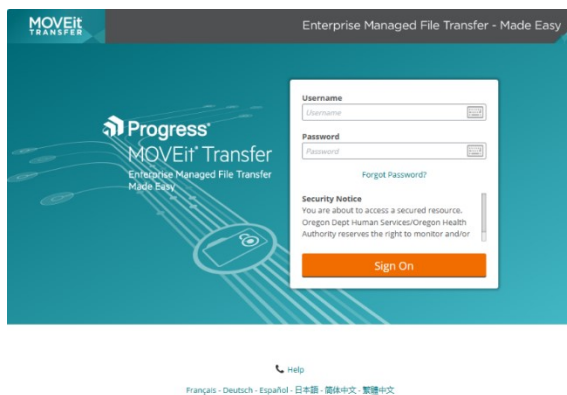 MOVEit
TRANSFER
Enterprise Managed File Transfer - Made Easy
Progress®
MOVEit® Transfer
Enterprise Managed File Transfer
Made Easy
Username
Username
Password
Password
Forgot Password?
Security Notice
You are about to access a secured resource.
Oregon Dept Human Services/Oregon Health
Authority reserves the right to monitor and/or
Sign On
Help
Français - Deutsch - Español - 日本語 - 简体中文 - 繁體中文